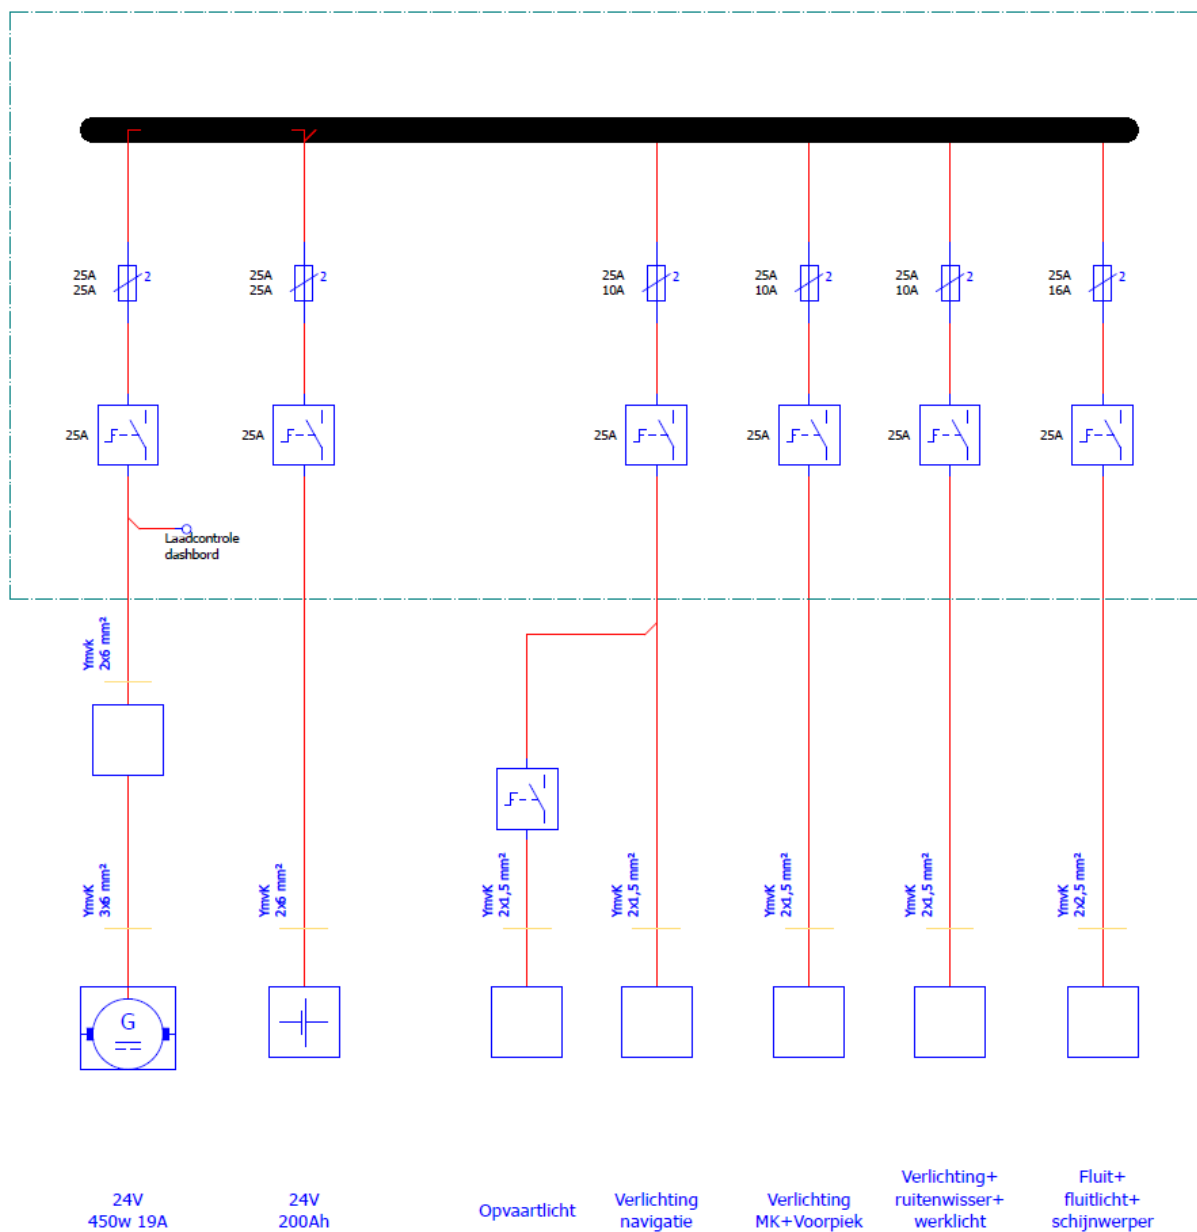 25A
25A
2
25A
25A
2
25A
10A
2
25A
10A
2
25A
10A
2
25A
16A
2
25A
25A
25A
25A
25A
25A
Laadcontrole
dashbord
Ymvk
2x6 mm²
YmvK
3x6 mm²
YmvK
2x6 mm²
YmvK
2x1,5 mm²
YmvK
2x1,5 mm²
YmvK
2x1,5 mm²
YmvK
2x1,5 mm²
YmvK
2x2,5 mm²
G
24V
450w 19A
24V
200Ah
Opvaartlicht
Verlichting
navigatie
Verlichting
MK+Voorpiek
Verlichting+
ruitenwisser+
werklicht
Fluit+
fluitlicht+
schijnwerper